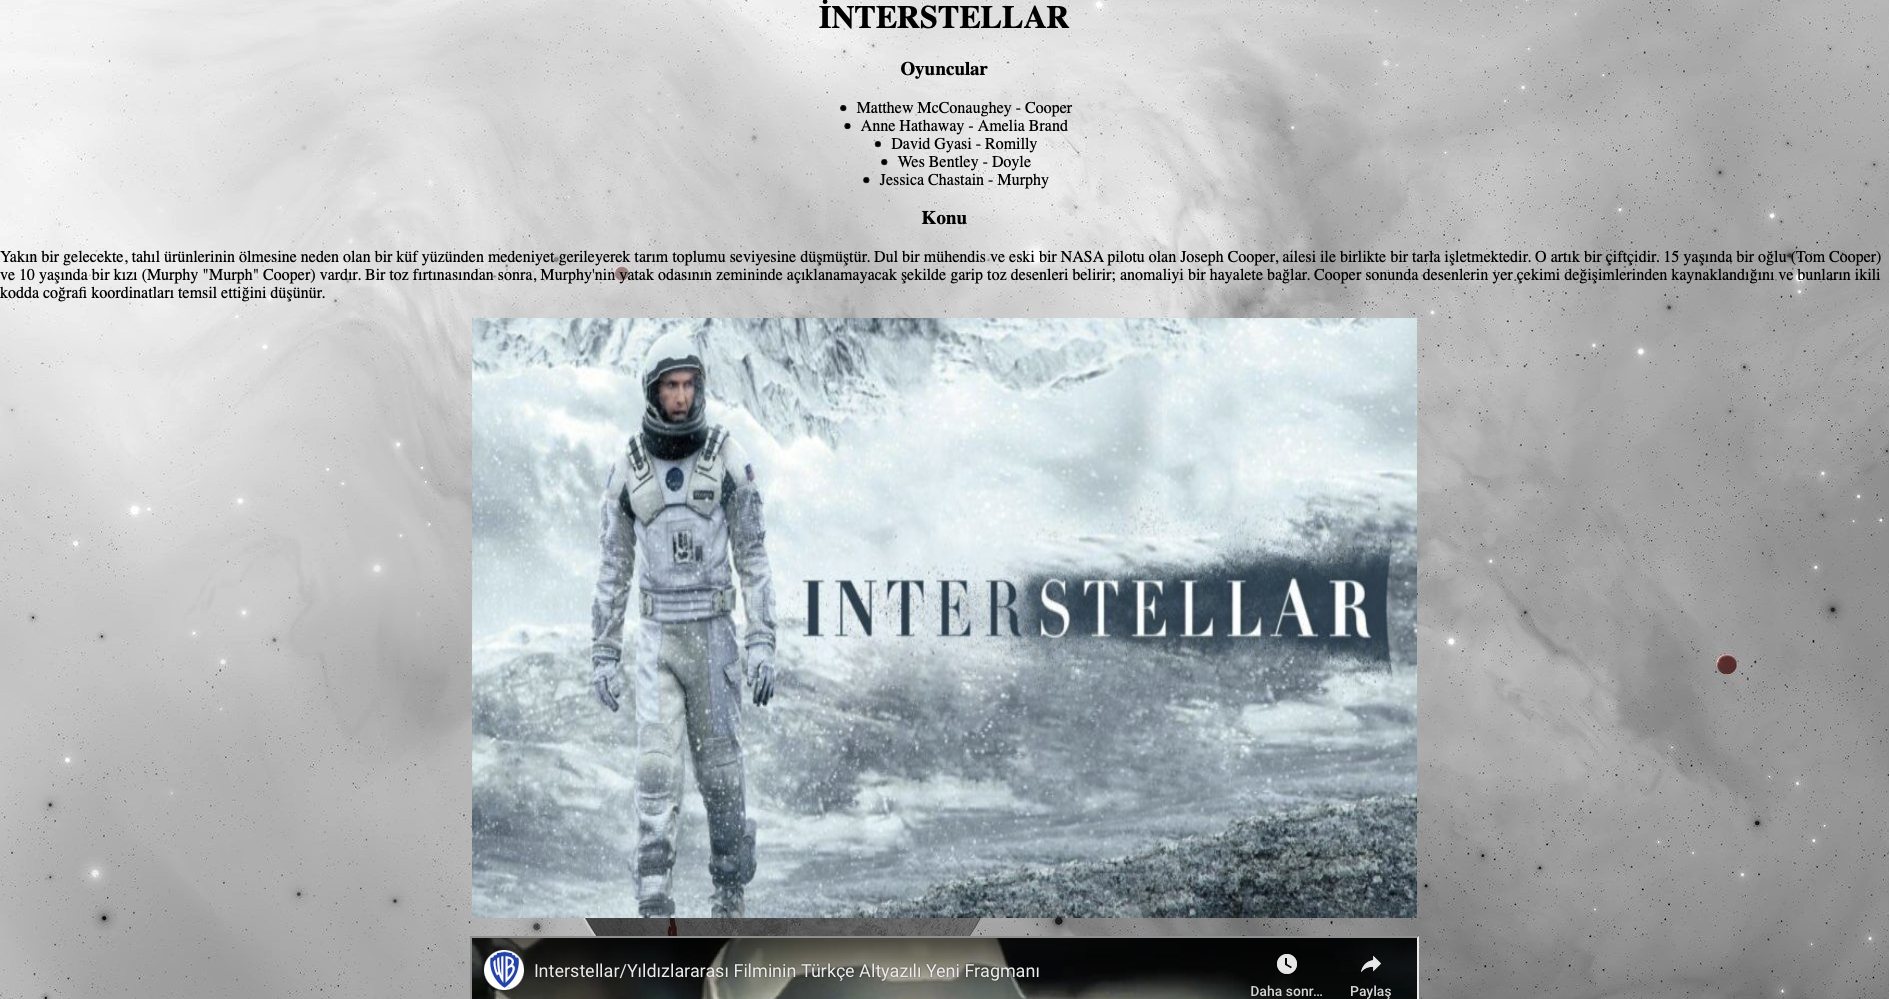 İNTERSTELLAR
Oyuncular
• Matthew McConaughey - Cooper
• Anne Hathaway - Amelia Brand
• David Gyasi - Romilly
• Wes Bentley - Doyle
• Jessica Chastain - Murphy
Konu
Yakın bir gelecekte, tahıl ürünlerinin ölmesine neden olan bir küf yüzünden medeniyet gerileyerek tarım toplumu seviyesine düşmüştür. Dul bir mühendis ve eski bir NASA pilotu olan Joseph Cooper, ailesi ile birlikte bir tarla işletmektedir. O artık bir çiftçidir. 15 yaşında bir oğlu (Tom Cooper)
ve 10 yaşında bir kızı (Murphy "Murph" Cooper) vardır. Bir toz fırtınasından sonra, Murphy'nin yatak odasının zemininde açıklanamayacak şekilde garip toz desenleri belirir; anomaliyi bir hayalete bağlar. Cooper sonunda desenlerin yer çekimi değişimlerinden kaynaklandığını ve bunların ikili
kodda coğrafi koordinatları temsil ettiğini düşünür.
INTERSTELLAR
WB
Interstellar/Yıldızlararası Filminin Türkçe Altyazılı Yeni Fragmanı
Daha sonr...
Paylaş